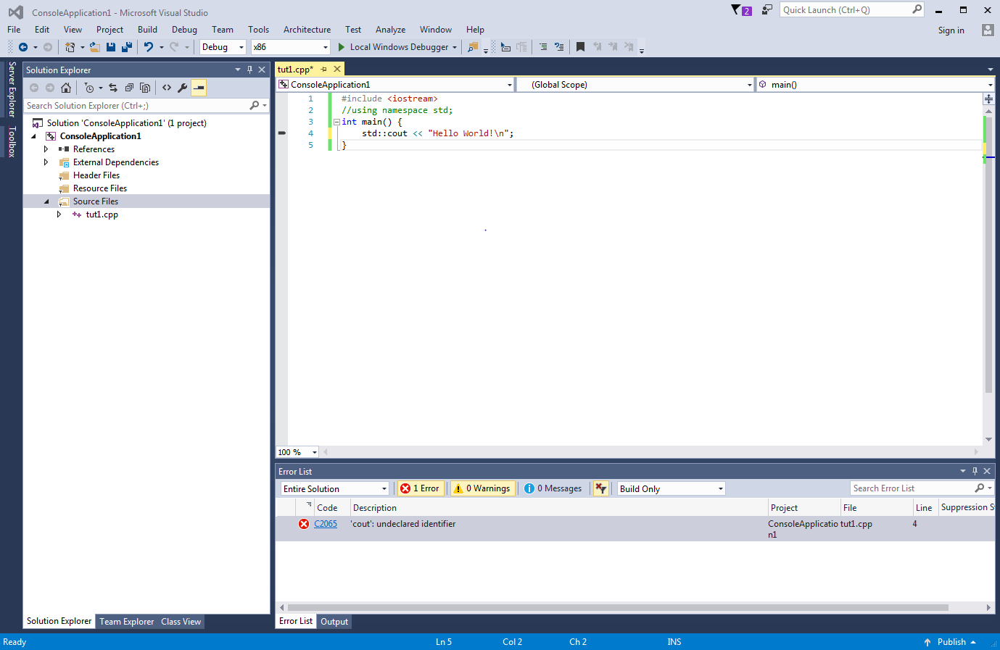 ConsoleApplication1 - Microsoft Visual Studio
2
Quick Launch (Ctrl+Q)
File Edit View Project Build Debug Team Tools Architecture Test Analyze Window Help
Sign in
Debug x86 Local Windows Debugger
Server Explorer
Toolbox
Solution Explorer
Search Solution Explorer (Ctrl+;)
Solution 'ConsoleApplication1' (1 project)
ConsoleApplication1
References
External Dependencies
Header Files
Resource Files
Source Files
tut1.cpp
Solution Explorer Team Explorer Class View
tut1.cpp*
ConsoleApplication1 (Global Scope) main()
1 #include <iostream>
2 //using namespace std;
3 int main() {
4 std::cout << "Hello World!\n";
5 }
100 %
Error List
Entire Solution 1 Error 0 Warnings 0 Messages Build Only Search Error List
Code Description Project File Line Suppression S
C2065 'cout': undeclared identifier ConsoleApplicatio tut1.cpp 4
n1
Error List Output
Ready Ln 5 Col 2 Ch 2 INS Publish